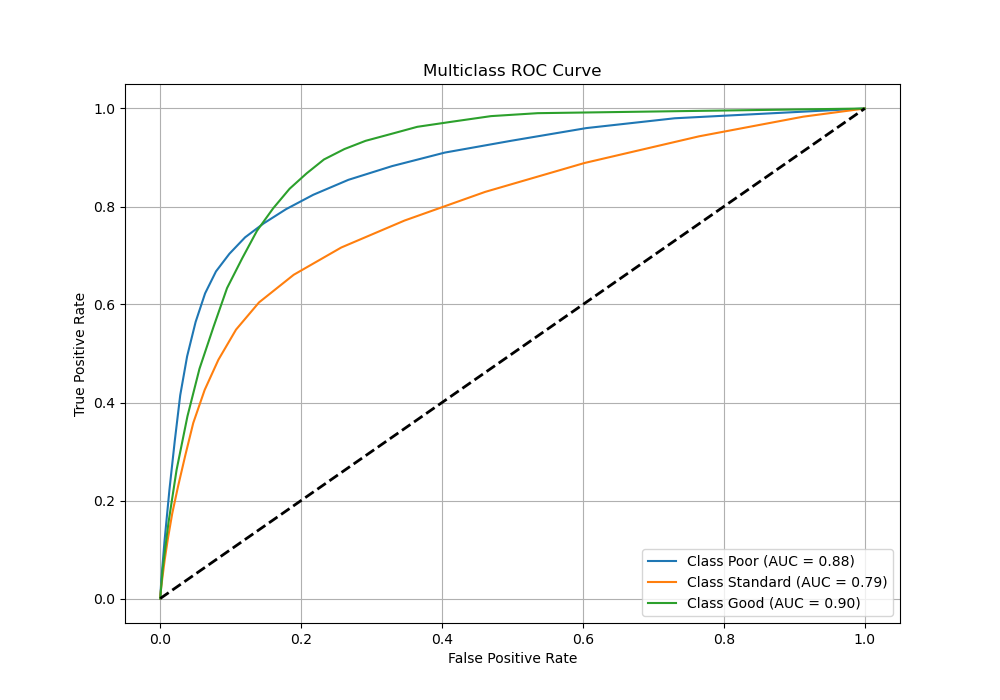 Multiclass ROC Curve
True Positive Rate
1.0
0.8
0.6
0.4
0.2
0.0
Class Poor (AUC = 0.88)
Class Standard (AUC = 0.79)
Class Good (AUC = 0.90)
0.0 0.2 0.4 0.6 0.8 1.0
False Positive Rate